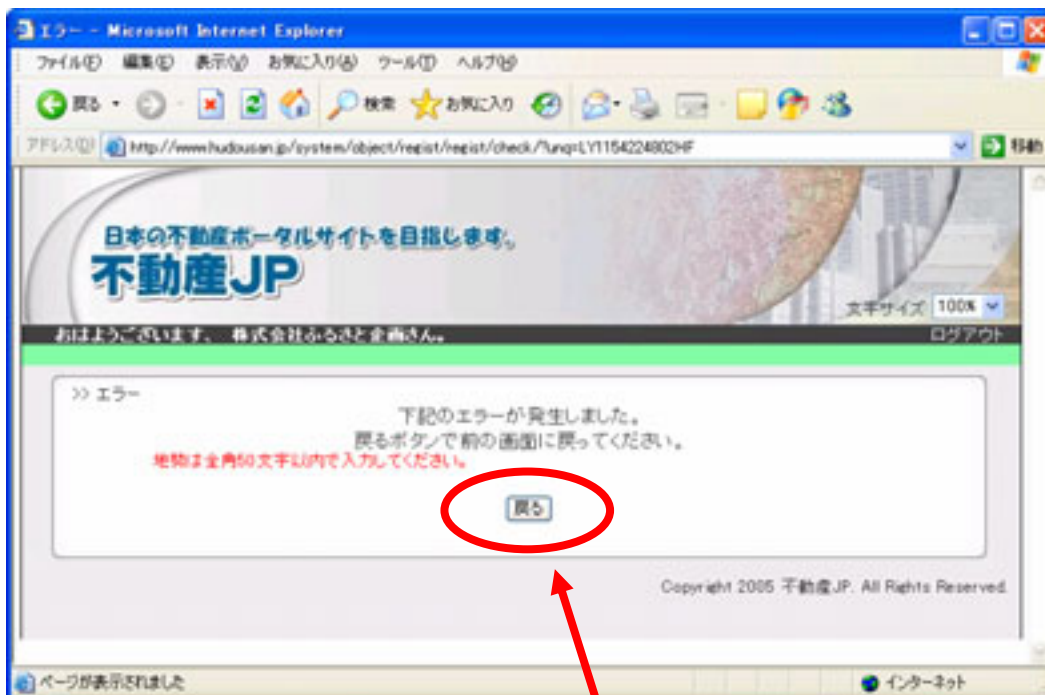 エラー - Microsoft Internet Explorer
ファイル(F) 編集(E) 表示(V) お気に入り(A) ツール(T) ヘルプ(H)
戻る 検索 お気に入り
アドレス(D) http://www.hudousan.jp/system/object/regist/regist/check/?unq=LY1154224802HF 移動
日本の不動産ポータルサイトを目指します。
不動産JP
文字サイズ 100%
おはようございます、 株式会社ふるさと企画さん。 ログアウト
>> エラー
下記のエラーが発生しました。
戻るボタンで前の画面に戻ってください。
地勢は全角50文字以内で入力してください。
戻る
Copyright 2005 不動産JP. All Rights Reserved.
ページが表示されました インターネット